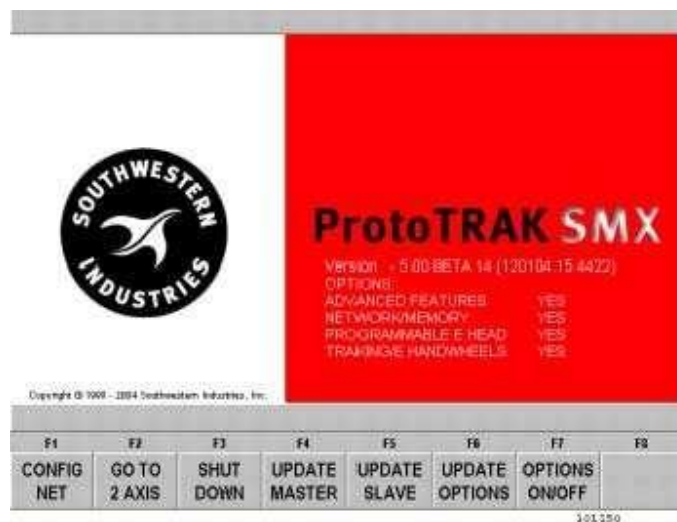 SOUTHWESTERN
INDUSTRIES
ProtoTRAK SMX
Version - 5.00 BETA 14 (120104.15.4422)
OPTIONS:
ADVANCED FEATURES YES
NETWORK/MEMORY YES
PROGRAMMABLE E HEAD YES
TRAKING/E HANDWHEELS YES
Copyright © 1999 - 2004 Southwestern Industries, Inc.
F1 F2 F3 F4 F5 F6 F7 F8
CONFIG NET
GO TO 2 AXIS
SHUT DOWN
UPDATE MASTER
UPDATE SLAVE
UPDATE OPTIONS
OPTIONS ON/OFF
i01250